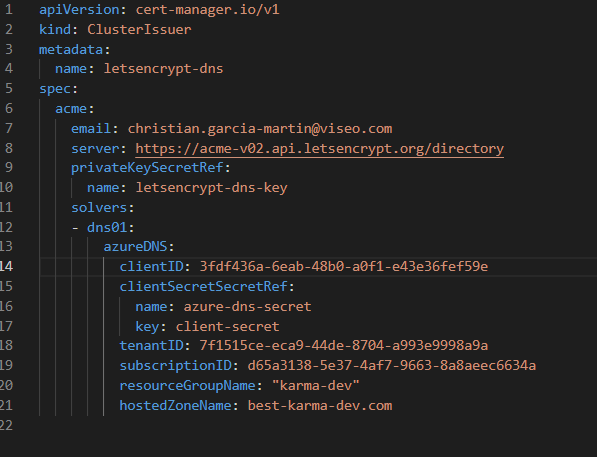 1 apiVersion: cert-manager.io/v1
2 kind: ClusterIssuer
3 metadata:
4   name: letsencrypt-dns
5 spec:
6   acme:
7     email: christian.garcia-martin@viseo.com
8     server: https://acme-v02.api.letsencrypt.org/directory
9     privateKeySecretRef:
10       name: letsencrypt-dns-key
11     solvers:
12     - dns01:
13         azureDNS:
14           clientID: 3fdf436a-6eab-48b0-a0f1-e43e36fef59e
15           clientSecretSecretRef:
16             name: azure-dns-secret
17             key: client-secret
18           tenantID: 7f1515ce-eca9-44de-8704-a993e9998a9a
19           subscriptionID: d65a3138-5e37-4af7-9663-8a8aeec6634a
20           resourceGroupName: "karma-dev"
21           hostedZoneName: best-karma-dev.com
22